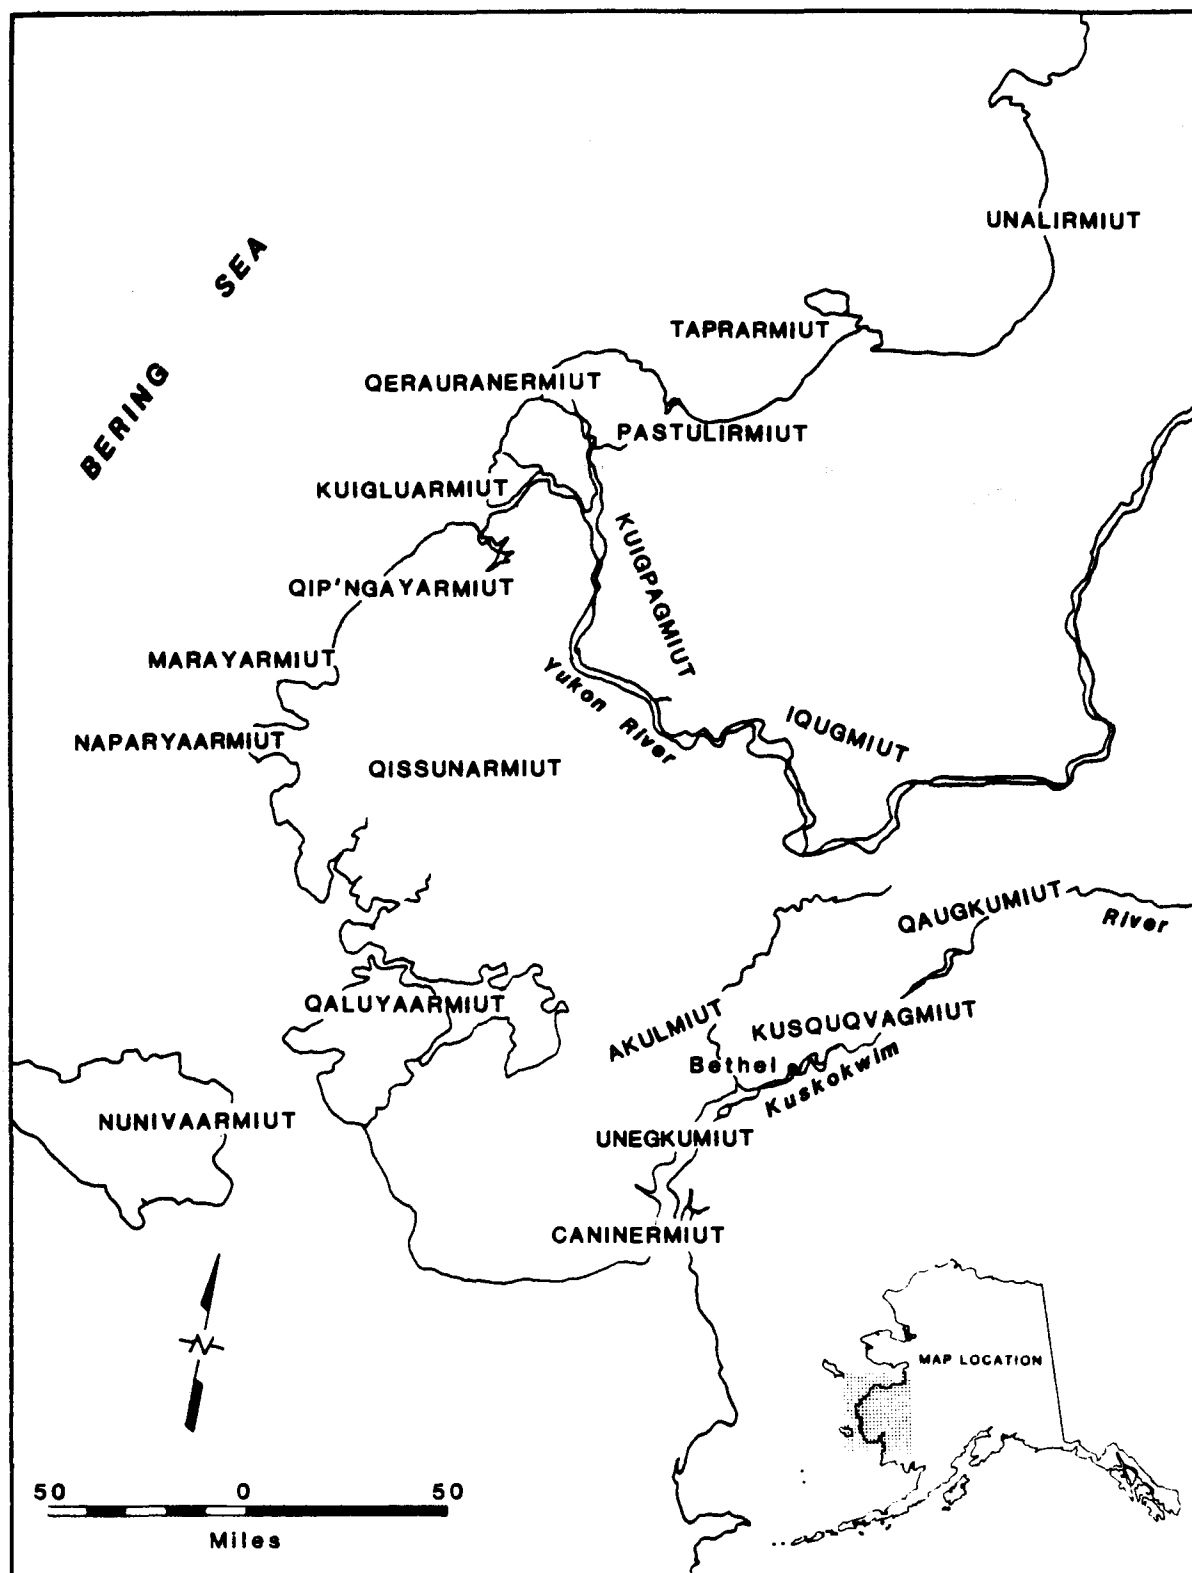 UNALIRMIUT
BERING SEA
TAPRARMIUT
QERAURANERMIUT
PASTULIRMIUT
KUIGLUARMIUT
KUIGPAGMIUT
QIP'NGAYARMIUT
MARAYARMIUT
Yukon River
IQUGMIUT
NAPARYAARMIUT
QISSUNARMIUT
QAUGKUMIUT
River
QALUYAARMIUT
AKULMIUT
KUSQUQVAGMIUT
Bethel
Kuskokwim
NUNIVAARMIUT
UNEGKUMIUT
CANINERMIUT
N
MAP LOCATION
50 0 50
Miles